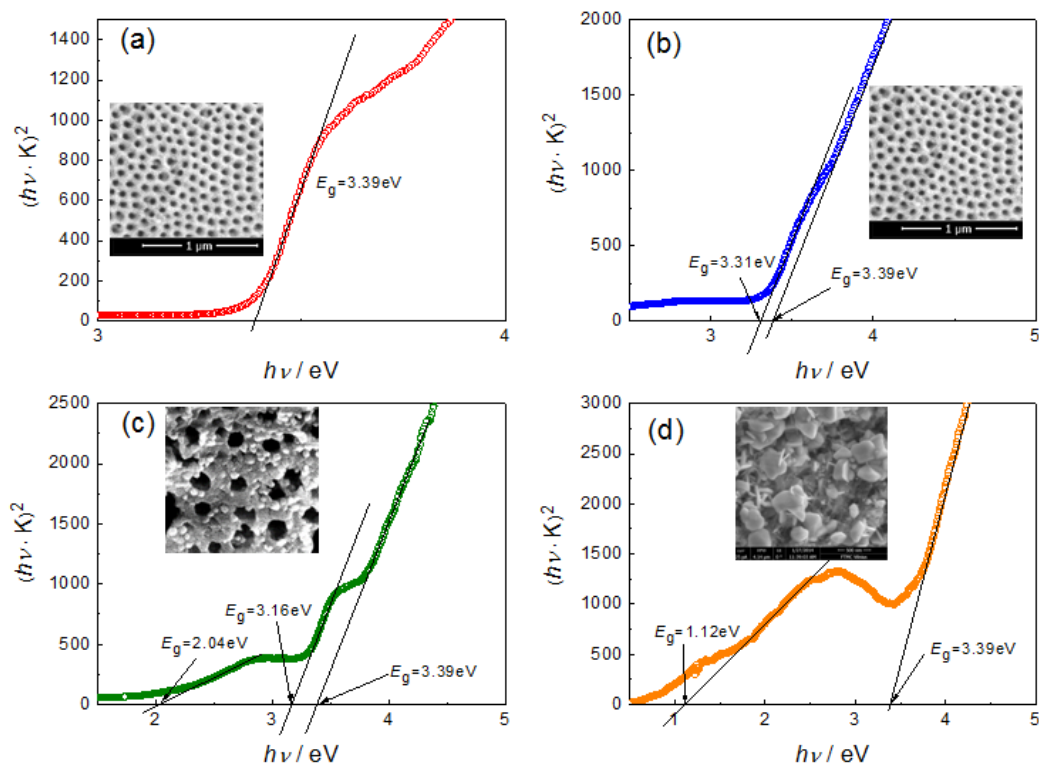 (a)
1400
1200
1000
800
600
400
200
0
(hν · K)²
1 µm
Eg=3.39eV
3
4
hν / eV
(b)
2000
1500
1000
500
0
(hν · K)²
1 µm
Eg=3.31eV
Eg=3.39eV
3
4
5
hν / eV
(c)
2500
2000
1500
1000
500
0
(hν · K)²
Eg=3.16eV
Eg=2.04eV
Eg=3.39eV
2
3
4
5
hν / eV
(d)
3000
2500
2000
1500
1000
500
0
(hν · K)²
500 nm
Eg=1.12eV
Eg=3.39eV
1
2
3
4
5
hν / eV